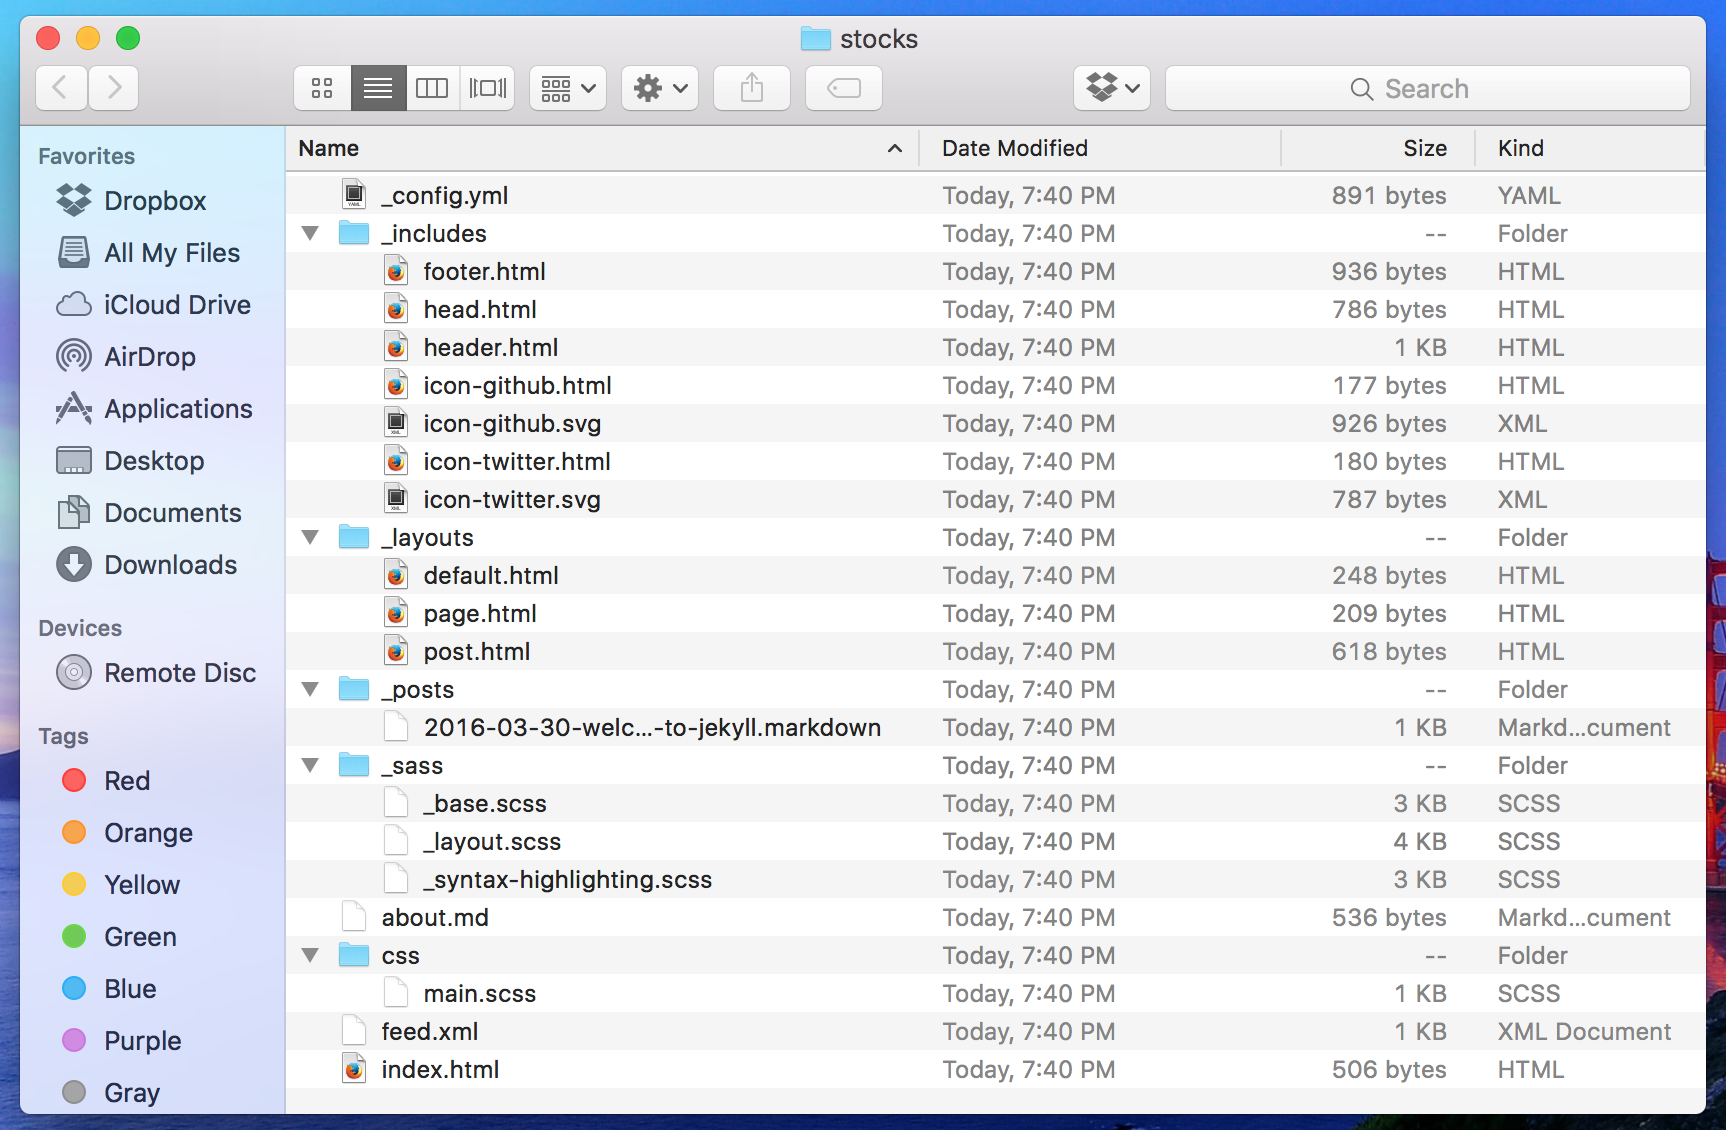 stocks
Search
Favorites
Dropbox
All My Files
iCloud Drive
AirDrop
Applications
Desktop
Documents
Downloads
Devices
Remote Disc
Tags
Red
Orange
Yellow
Green
Blue
Purple
Gray
Name Date Modified Size Kind
_config.yml Today, 7:40 PM 891 bytes YAML
_includes Today, 7:40 PM -- Folder
footer.html Today, 7:40 PM 936 bytes HTML
head.html Today, 7:40 PM 786 bytes HTML
header.html Today, 7:40 PM 1 KB HTML
icon-github.html Today, 7:40 PM 177 bytes HTML
icon-github.svg Today, 7:40 PM 926 bytes XML
icon-twitter.html Today, 7:40 PM 180 bytes HTML
icon-twitter.svg Today, 7:40 PM 787 bytes XML
_layouts Today, 7:40 PM -- Folder
default.html Today, 7:40 PM 248 bytes HTML
page.html Today, 7:40 PM 209 bytes HTML
post.html Today, 7:40 PM 618 bytes HTML
_posts Today, 7:40 PM -- Folder
2016-03-30-welc...-to-jekyll.markdown Today, 7:40 PM 1 KB Markd...cument
_sass Today, 7:40 PM -- Folder
_base.scss Today, 7:40 PM 3 KB SCSS
_layout.scss Today, 7:40 PM 4 KB SCSS
_syntax-highlighting.scss Today, 7:40 PM 3 KB SCSS
about.md Today, 7:40 PM 536 bytes Markd...cument
css Today, 7:40 PM -- Folder
main.scss Today, 7:40 PM 1 KB SCSS
feed.xml Today, 7:40 PM 1 KB XML Document
index.html Today, 7:40 PM 506 bytes HTML